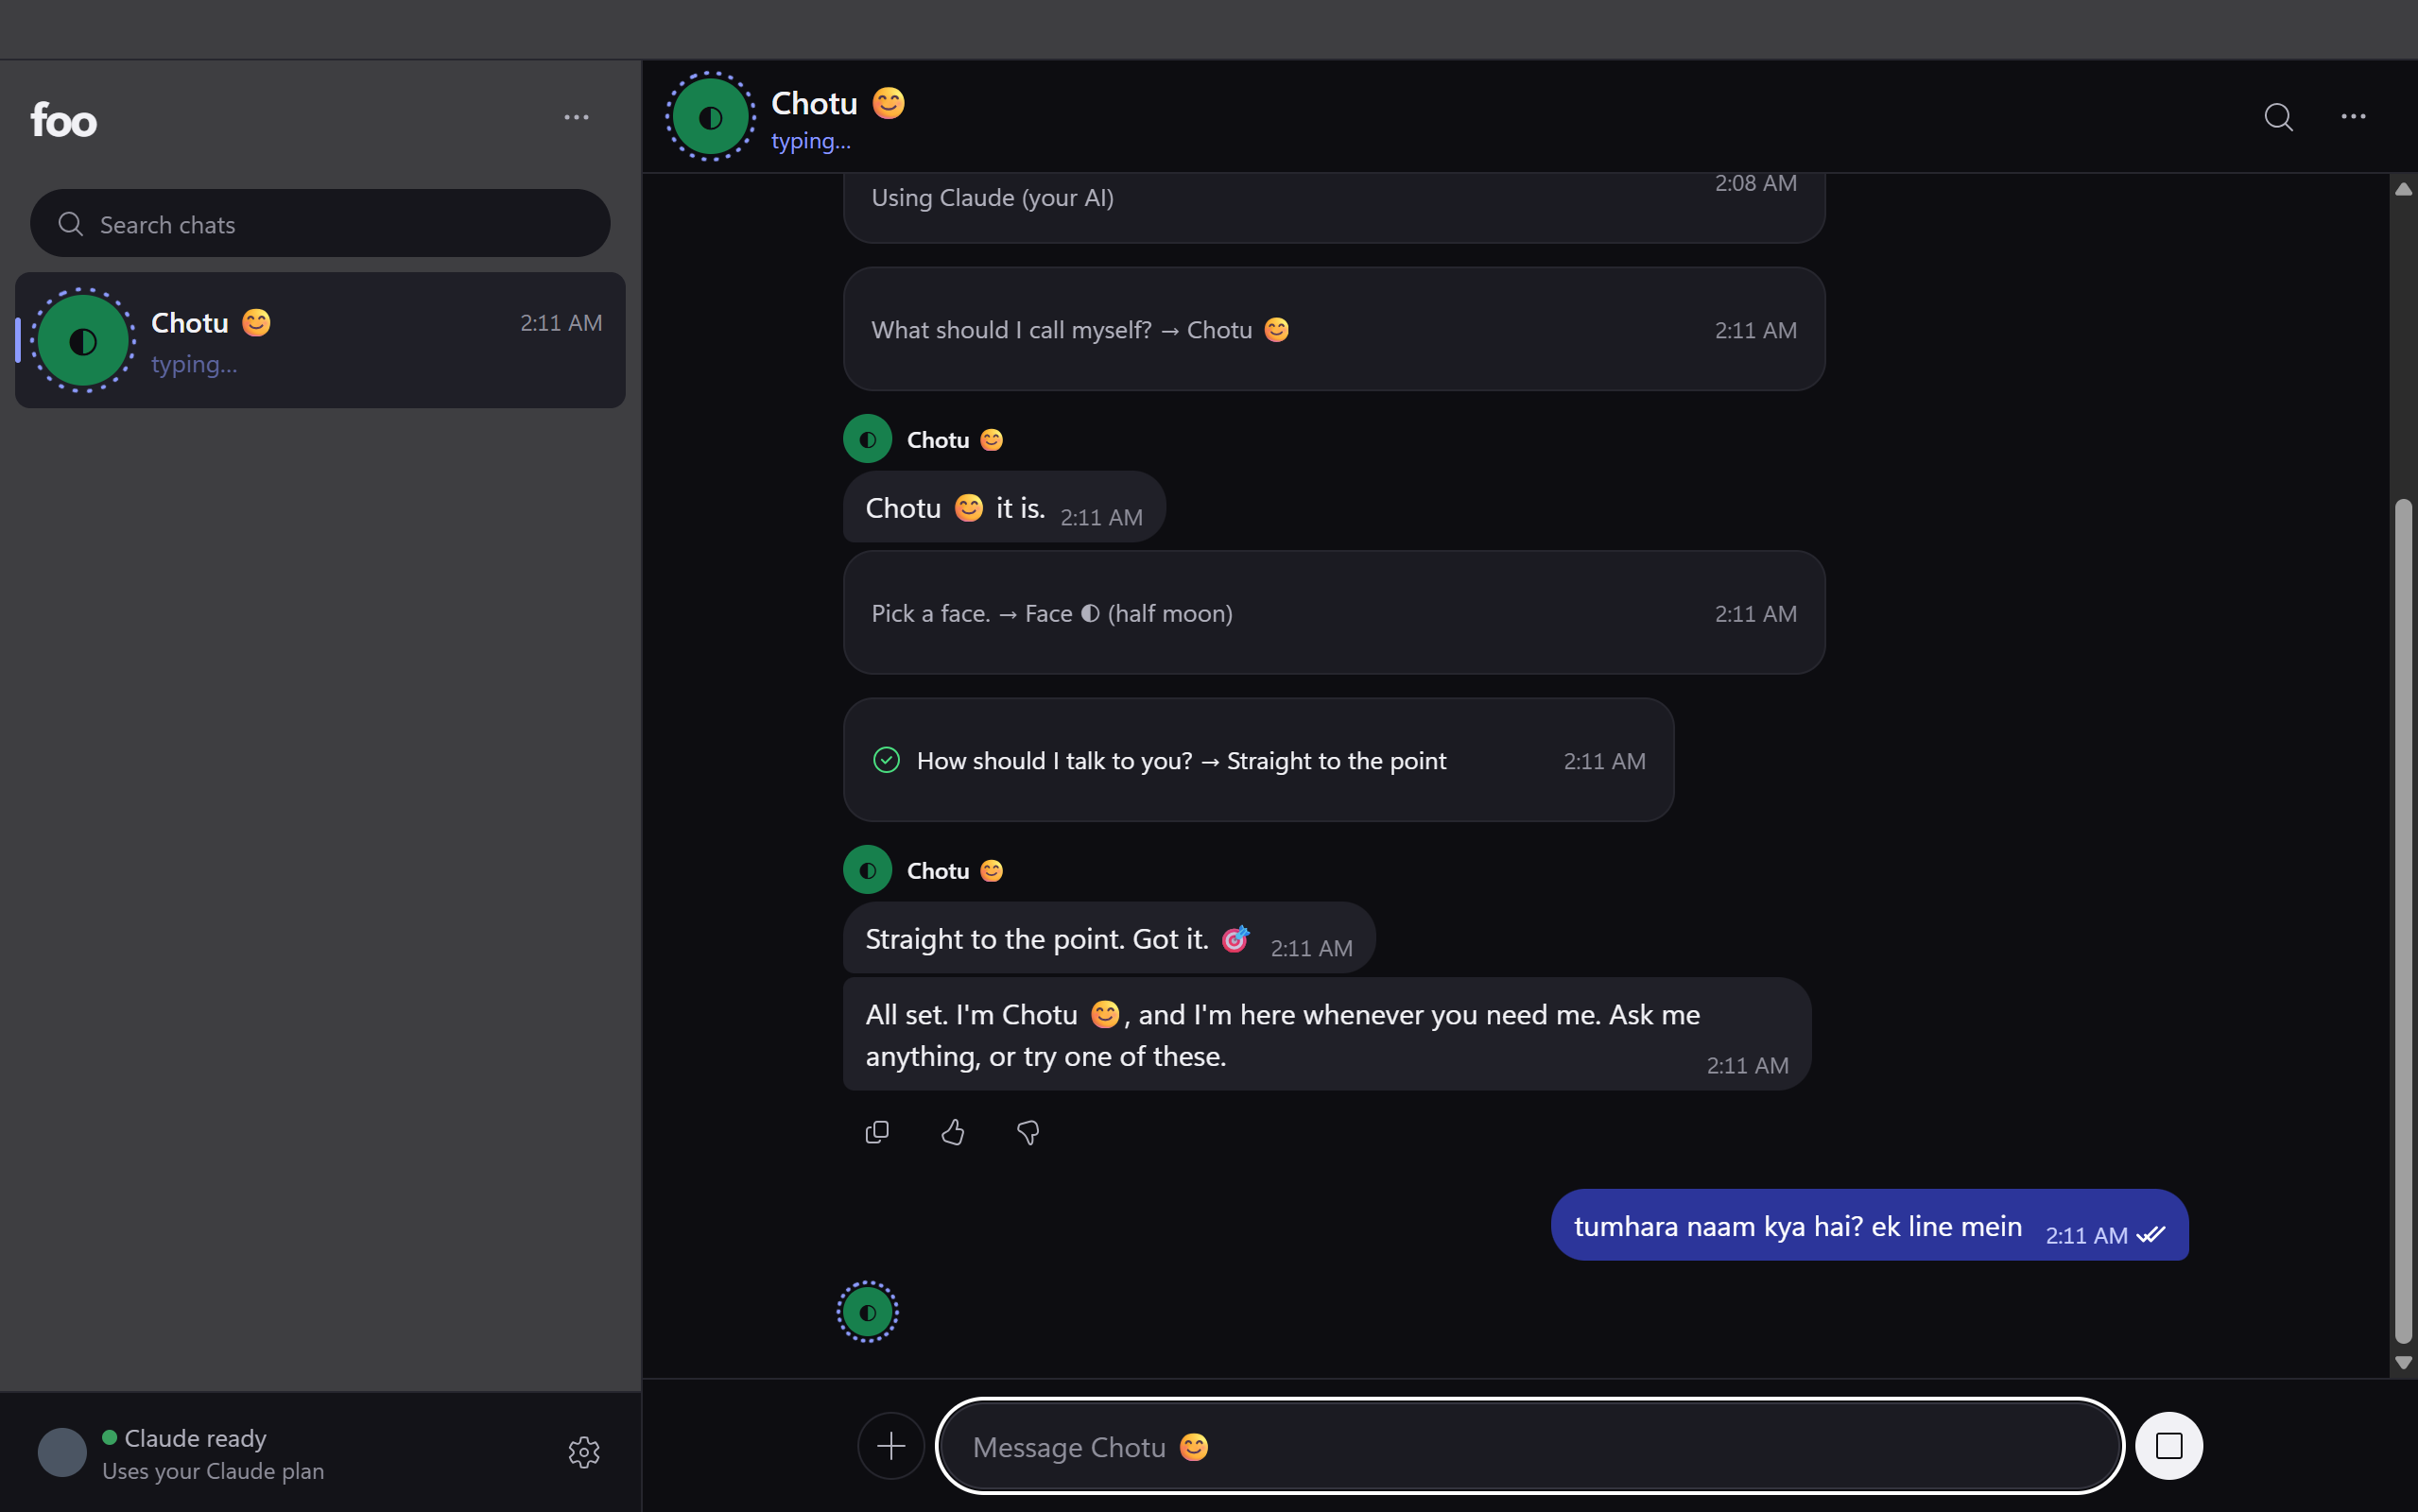 foo
Search chats
Chotu 😊
2:11 AM
typing...
Chotu 😊
typing...
Using Claude (your AI)
2:08 AM
What should I call myself? → Chotu 😊
2:11 AM
Chotu 😊
Chotu 😊 it is. 2:11 AM
Pick a face. → Face ◐ (half moon)
2:11 AM
How should I talk to you? → Straight to the point
2:11 AM
Chotu 😊
Straight to the point. Got it. 🎯 2:11 AM
All set. I'm Chotu 😊, and I'm here whenever you need me. Ask me
anything, or try one of these.
2:11 AM
tumhara naam kya hai? ek line mein 2:11 AM
Message Chotu 😊
Claude ready
Uses your Claude plan